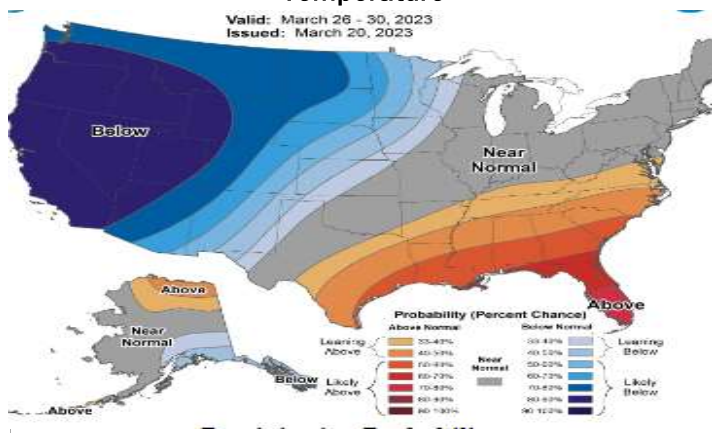 Temperature
Valid: March 26 - 30, 2023
Issued: March 20, 2023
Below
Near
Normal
Above
Above
Near
Normal
Below
Above
Probability (Percent Chance)
Above Normal
Below Normal
Leaning
Above
Likely
Above
33-40%
40-50%
50-60%
60-70%
70-80%
80-90%
90-100%
Near
Normal
33-40%
40-50%
50-60%
60-70%
70-80%
80-90%
90-100%
Leaning
Below
Likely
Below